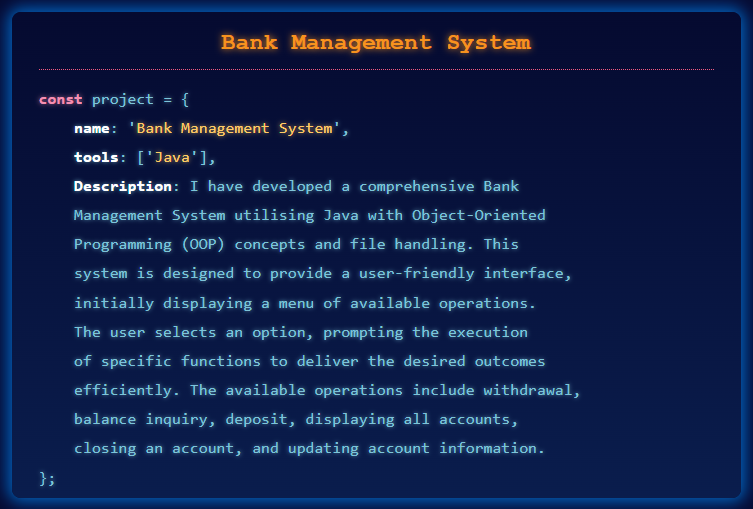 Bank Management System
const project = {
name: 'Bank Management System',
tools: ['Java'],
Description: I have developed a comprehensive Bank
Management System utilising Java with Object-Oriented
Programming (OOP) concepts and file handling. This
system is designed to provide a user-friendly interface,
initially displaying a menu of available operations.
The user selects an option, prompting the execution
of specific functions to deliver the desired outcomes
efficiently. The available operations include withdrawal,
balance inquiry, deposit, displaying all accounts,
closing an account, and updating account information.
};